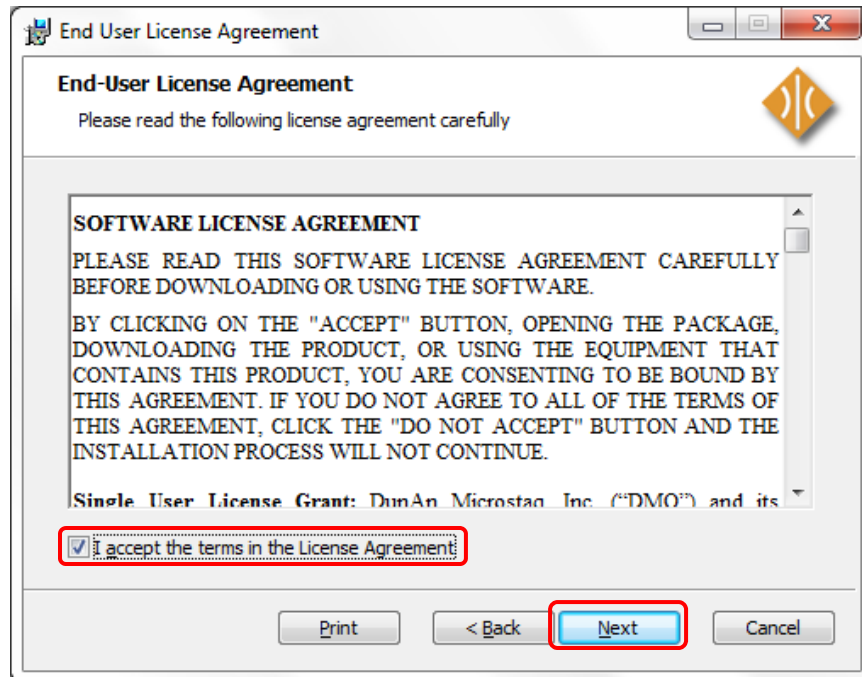 End User License Agreement
End-User License Agreement
Please read the following license agreement carefully
SOFTWARE LICENSE AGREEMENT
PLEASE READ THIS SOFTWARE LICENSE AGREEMENT CAREFULLY
BEFORE DOWNLOADING OR USING THE SOFTWARE.
BY CLICKING ON THE "ACCEPT" BUTTON, OPENING THE PACKAGE,
DOWNLOADING THE PRODUCT, OR USING THE EQUIPMENT THAT
CONTAINS THIS PRODUCT, YOU ARE CONSENTING TO BE BOUND BY
THIS AGREEMENT. IF YOU DO NOT AGREE TO ALL OF THE TERMS OF
THIS AGREEMENT, CLICK THE "DO NOT ACCEPT" BUTTON AND THE
INSTALLATION PROCESS WILL NOT CONTINUE.
Single User License Grant: DunAn Microstaq, Inc. (“DMQ”) and its
I accept the terms in the License Agreement
Print < Back Next Cancel